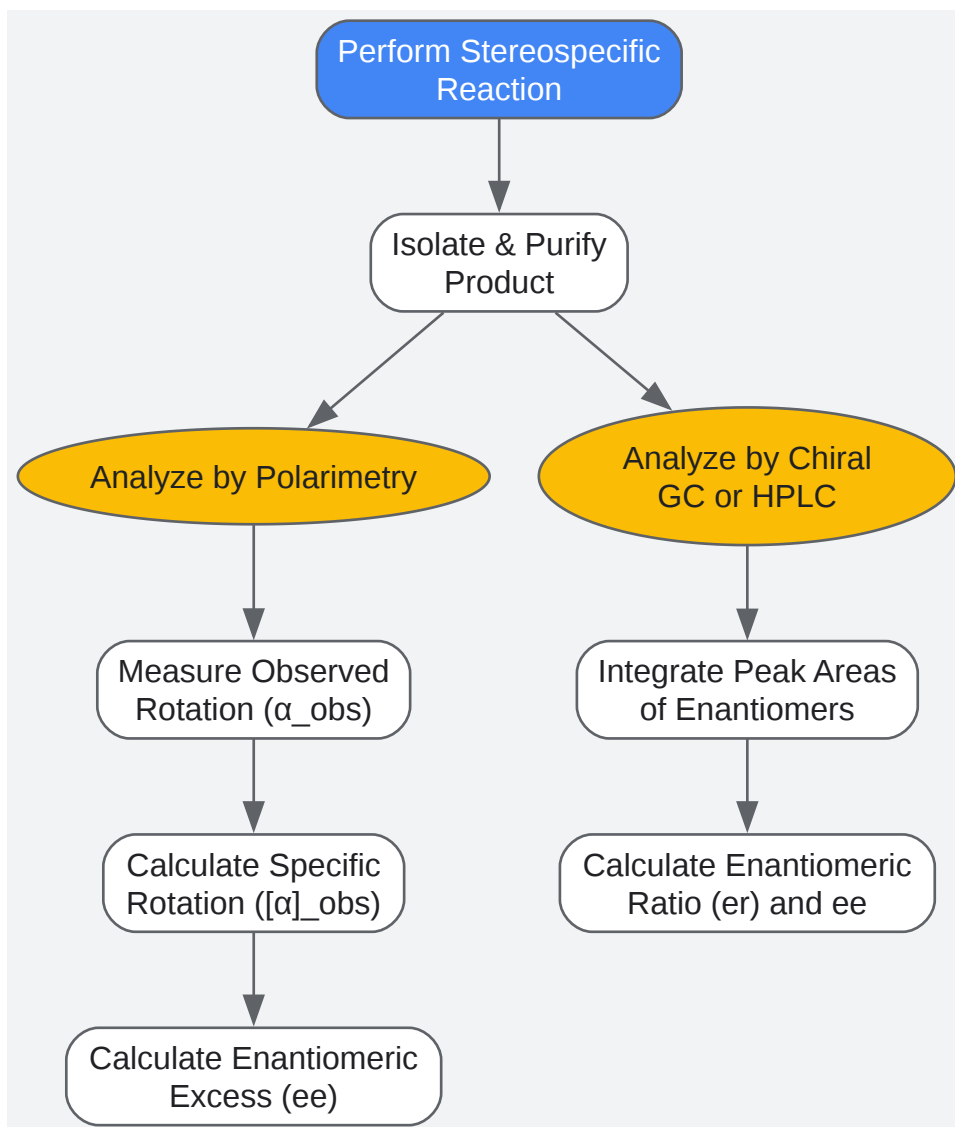 Perform Stereospecific
Reaction
Isolate & Purify
Product
Analyze by Polarimetry
Analyze by Chiral
GC or HPLC
Measure Observed
Rotation (α_obs)
Integrate Peak Areas
of Enantiomers
Calculate Specific
Rotation ([α]_obs)
Calculate Enantiomeric
Ratio (er) and ee
Calculate Enantiomeric
Excess (ee)